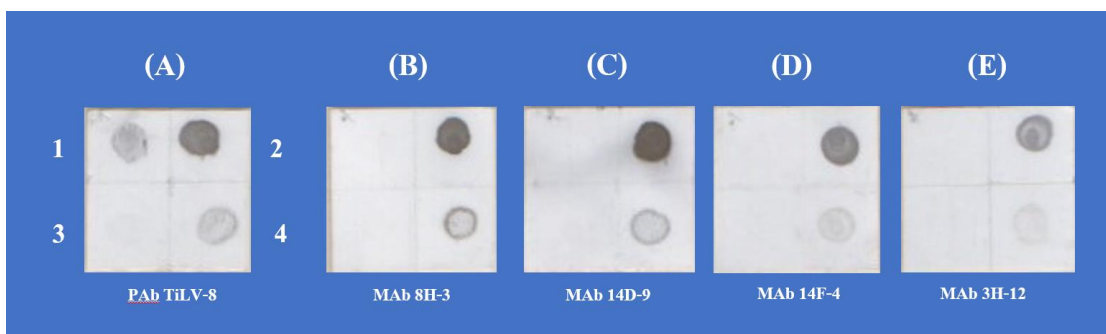 (A) (B) (C) (D) (E)
1 2
3 4
PAb TiLV-8 MAb 8H-3 MAb 14D-9 MAb 14F-4 MAb 3H-12